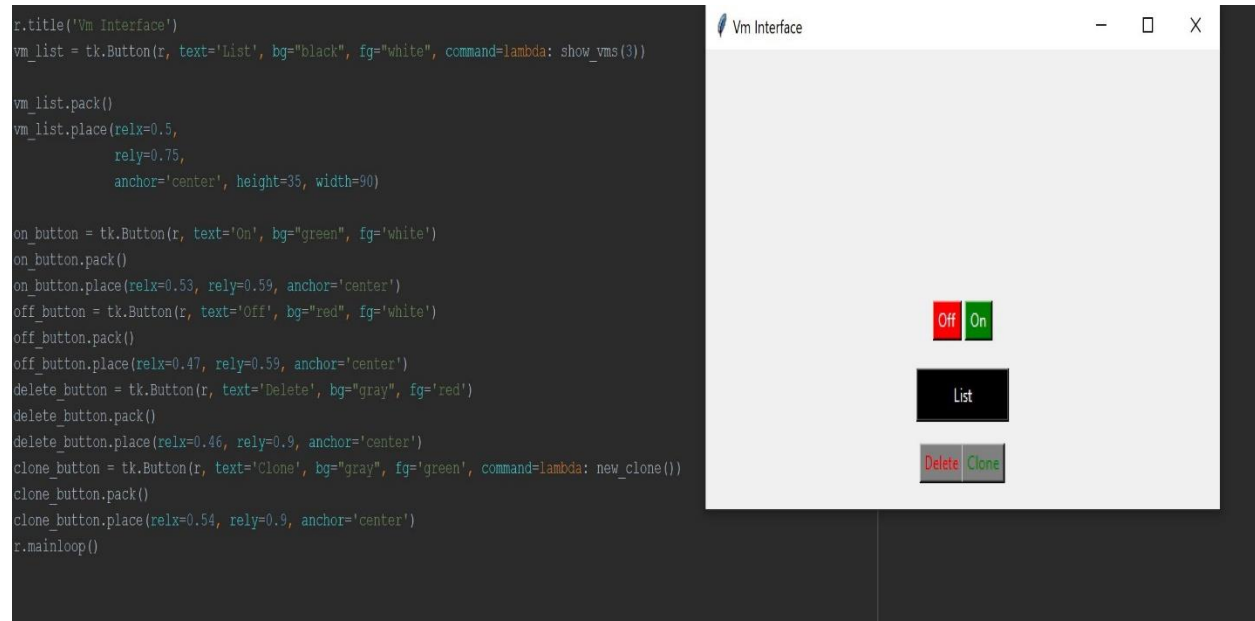 r.title('Vm Interface')
vm_list = tk.Button(r, text='List', bg="black", fg="white", command=lambda: show_vms(3))
vm_list.pack()
vm_list.place(relx=0.5,
rely=0.75,
anchor='center', height=35, width=90)
on_button = tk.Button(r, text='On', bg="green", fg='white')
on_button.pack()
on_button.place(relx=0.53, rely=0.59, anchor='center')
off_button = tk.Button(r, text='Off', bg="red", fg='white')
off_button.pack()
off_button.place(relx=0.47, rely=0.59, anchor='center')
delete_button = tk.Button(r, text='Delete', bg="gray", fg='red')
delete_button.pack()
delete_button.place(relx=0.46, rely=0.9, anchor='center')
clone_button = tk.Button(r, text='Clone', bg="gray", fg='green', command=lambda: new_clone())
clone_button.pack()
clone_button.place(relx=0.54, rely=0.9, anchor='center')
r.mainloop()
Vm Interface
Off On
List
Delete Clone